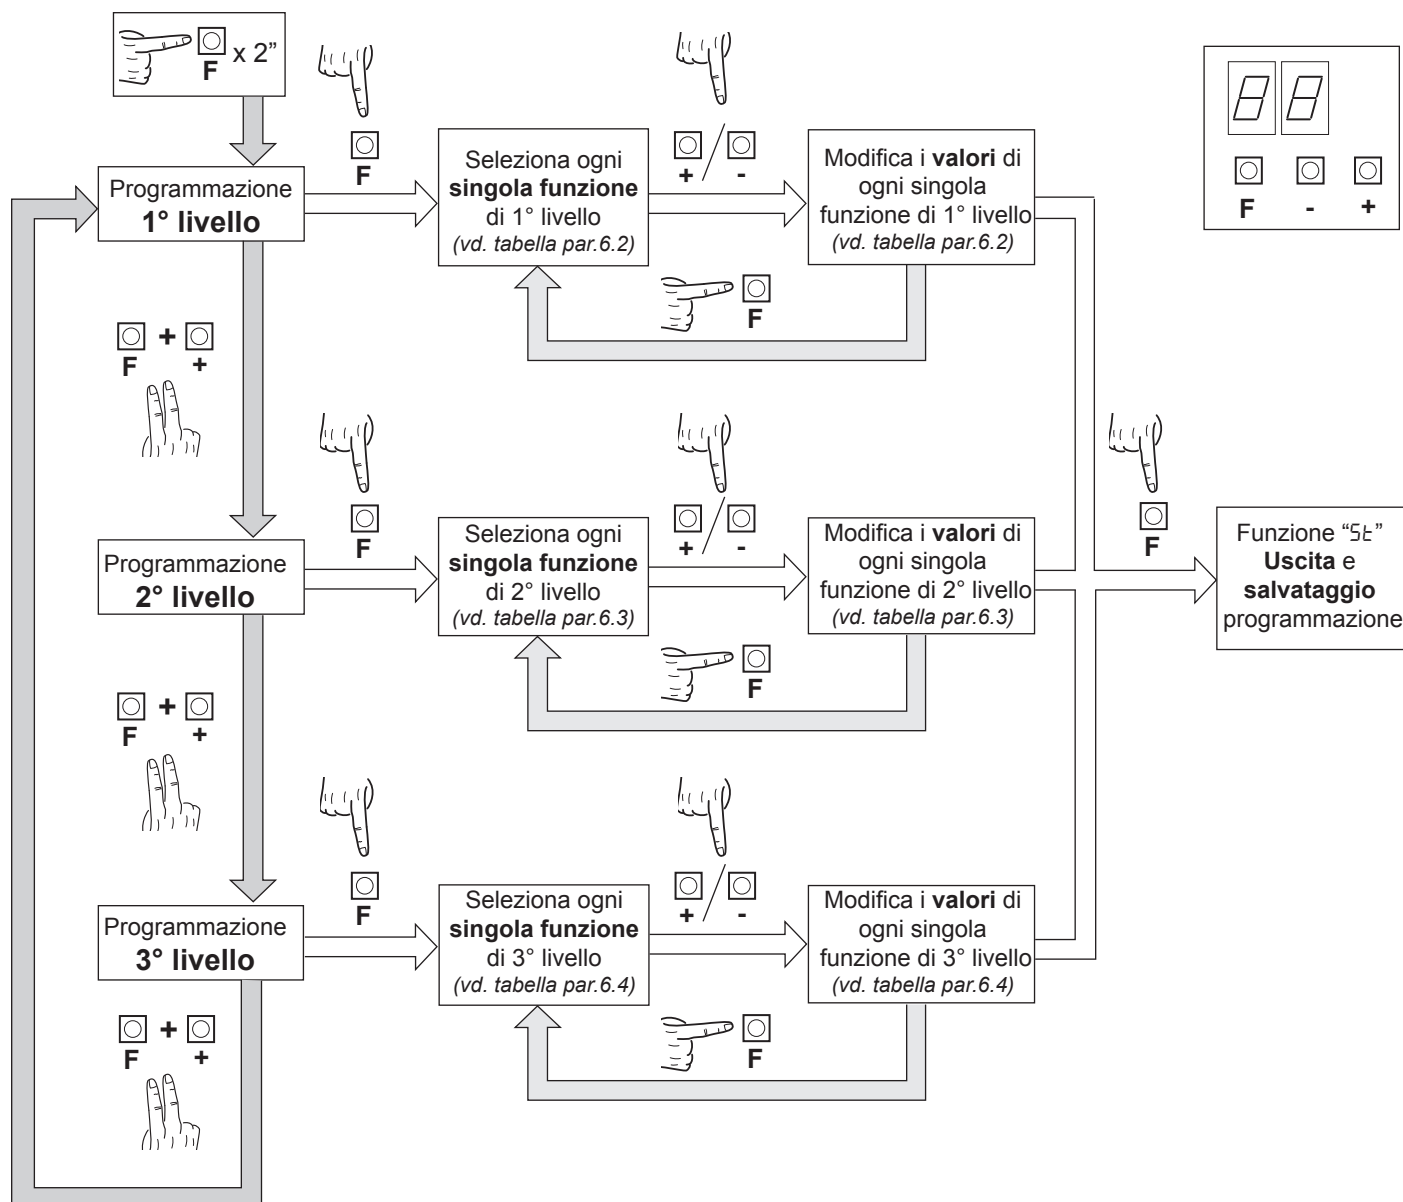 F x 2”
F
+ / -
F - +
Programmazione
1° livello
Seleziona ogni
singola funzione
di 1° livello
(vd. tabella par.6.2)
Modifica i valori di
ogni singola
funzione di 1° livello
(vd. tabella par.6.2)
F
F + +
F
+ / -
F
Programmazione
2° livello
Seleziona ogni
singola funzione
di 2° livello
(vd. tabella par.6.3)
Modifica i valori di
ogni singola
funzione di 2° livello
(vd. tabella par.6.3)
Funzione “St”
Uscita e
salvataggio
programmazione
F
F + +
F
+ / -
Programmazione
3° livello
Seleziona ogni
singola funzione
di 3° livello
(vd. tabella par.6.4)
Modifica i valori di
ogni singola
funzione di 3° livello
(vd. tabella par.6.4)
F
F + +